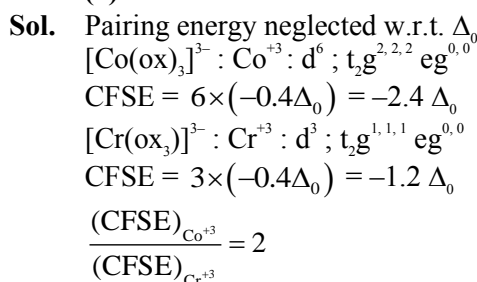 Sol. Pairing energy neglected w.r.t. Δ₀
[Co(ox)₃]³⁻ : Co⁺³ : d⁶ ; t₂g²,²,² eg⁰,⁰
CFSE = 6×(−0.4Δ₀) = −2.4 Δ₀
[Cr(ox₃)]³⁻ : Cr⁺³ : d³ ; t₂g¹,¹,¹ eg⁰,⁰
CFSE = 3×(−0.4Δ₀) = −1.2 Δ₀
(CFSE)Co⁺³ / (CFSE)Cr⁺³ = 2